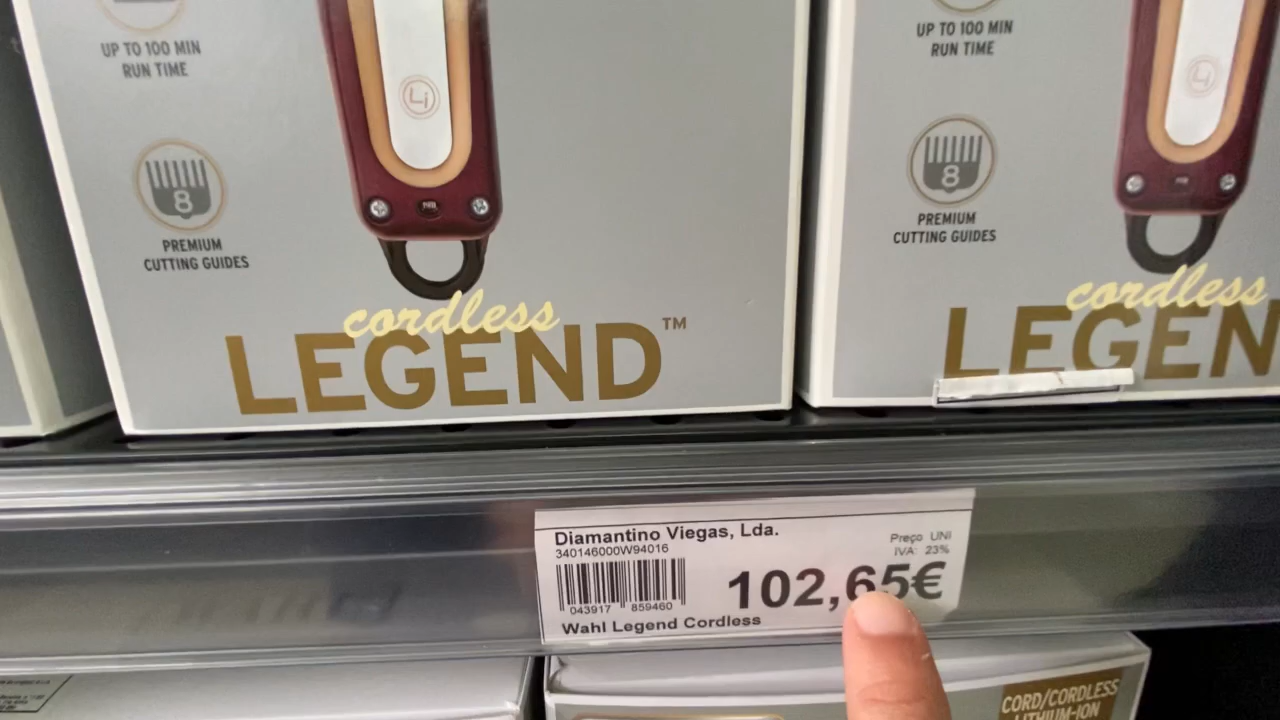 UP TO 100 MIN
RUN TIME
8
PREMIUM
CUTTING GUIDES
Li
cordless
LEGEND™
UP TO 100 MIN
RUN TIME
8
PREMIUM
CUTTING GUIDES
Li
cordless
LEGEN
Diamantino Viegas, Lda.
340146000W94016
Preço UNI
IVA: 23%
102,65€
043917 859460
Wahl Legend Cordless
CORD/CORDLESS
LITHIUM-ION